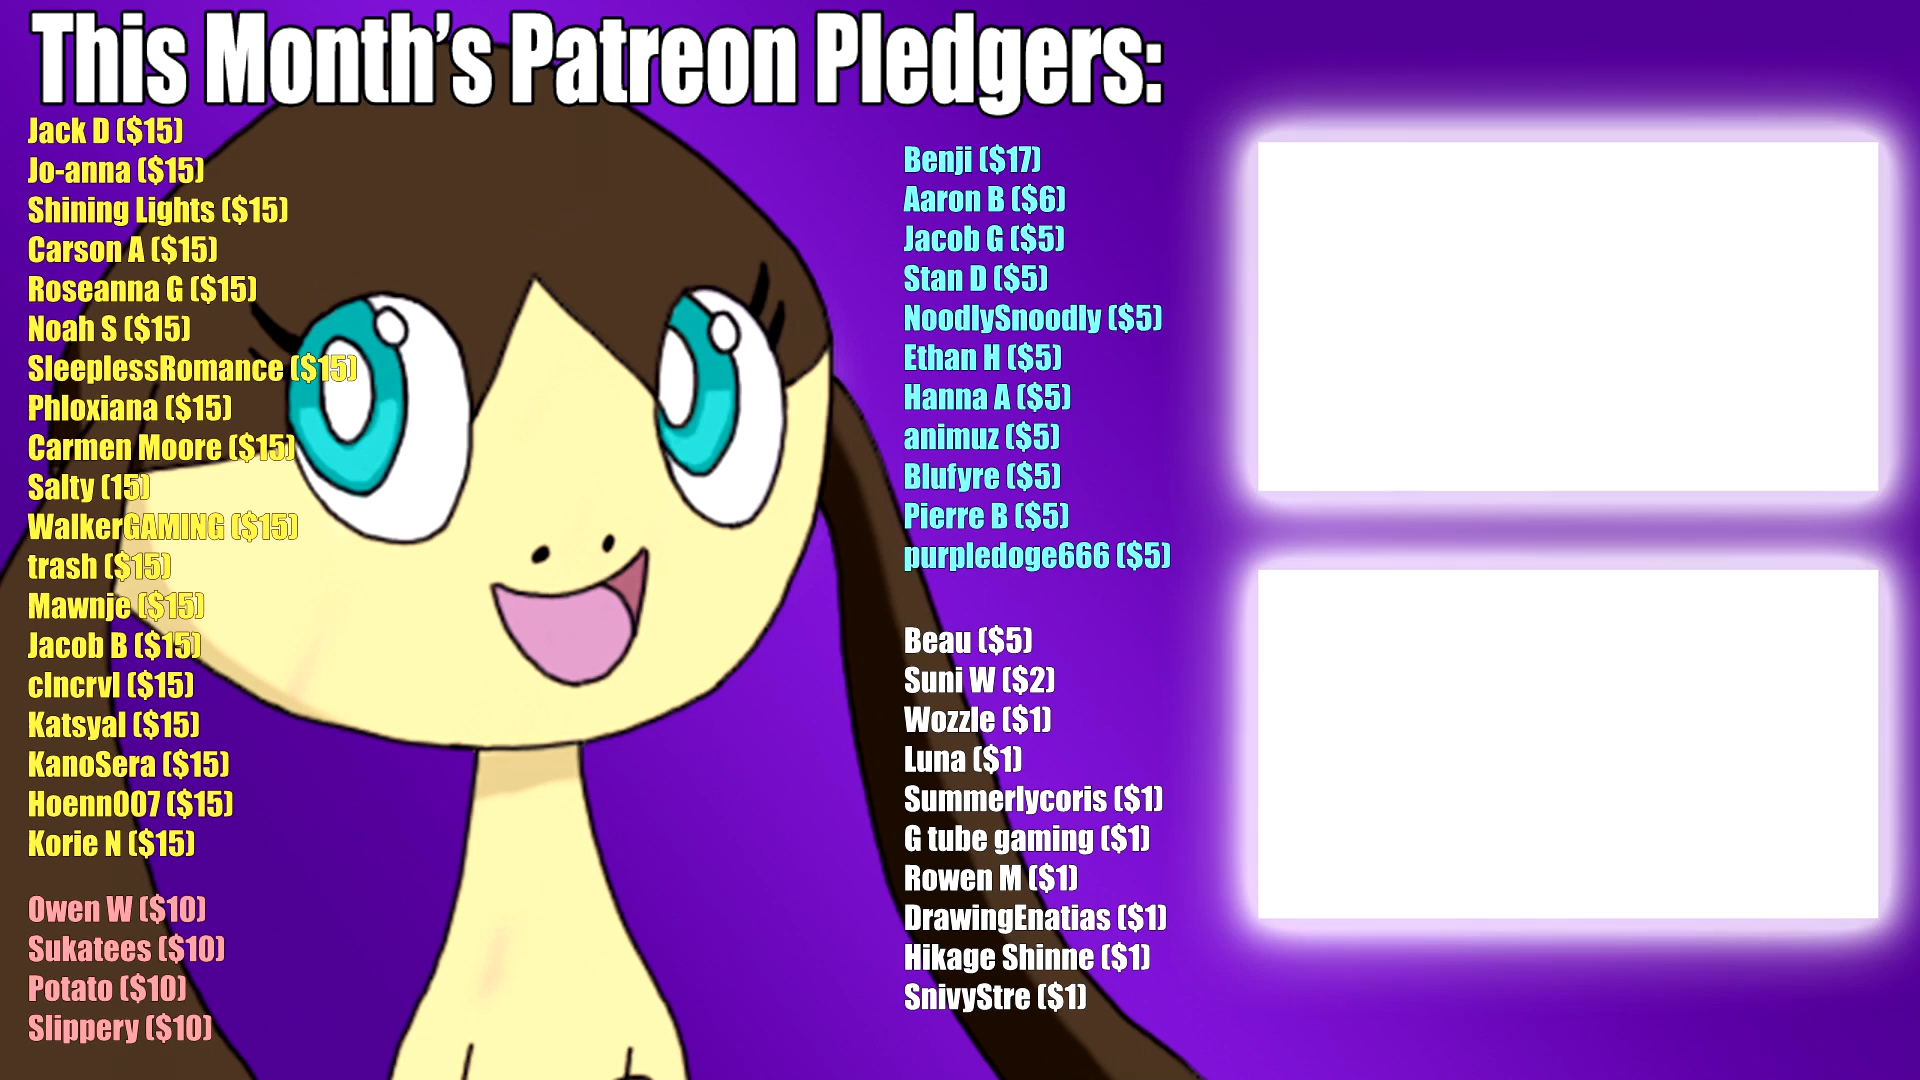 This Month's Patreon Pledgers:
Jack D ($15)
Jo-anna ($15)
Shining Lights ($15)
Carson A ($15)
Roseanna G ($15)
Noah S ($15)
SleeplessRomance ($15)
Phloxiana ($15)
Carmen Moore ($15)
Salty (15)
WalkerGAMING ($15)
trash ($15)
Mawnje ($15)
Jacob B ($15)
clncrvl ($15)
Katsyal ($15)
KanoSera ($15)
Hoenn007 ($15)
Korie N ($15)
Owen W ($10)
Sukatees ($10)
Potato ($10)
Slippery ($10)
Benji ($17)
Aaron B ($6)
Jacob G ($5)
Stan D ($5)
NoodlySnoodly ($5)
Ethan H ($5)
Hanna A ($5)
animuz ($5)
Blufyre ($5)
Pierre B ($5)
purpledoge666 ($5)
Beau ($5)
Suni W ($2)
Wozzle ($1)
Luna ($1)
Summerlycoris ($1)
G tube gaming ($1)
Rowen M ($1)
DrawingEnatias ($1)
Hikage Shinne ($1)
SnivyStre ($1)